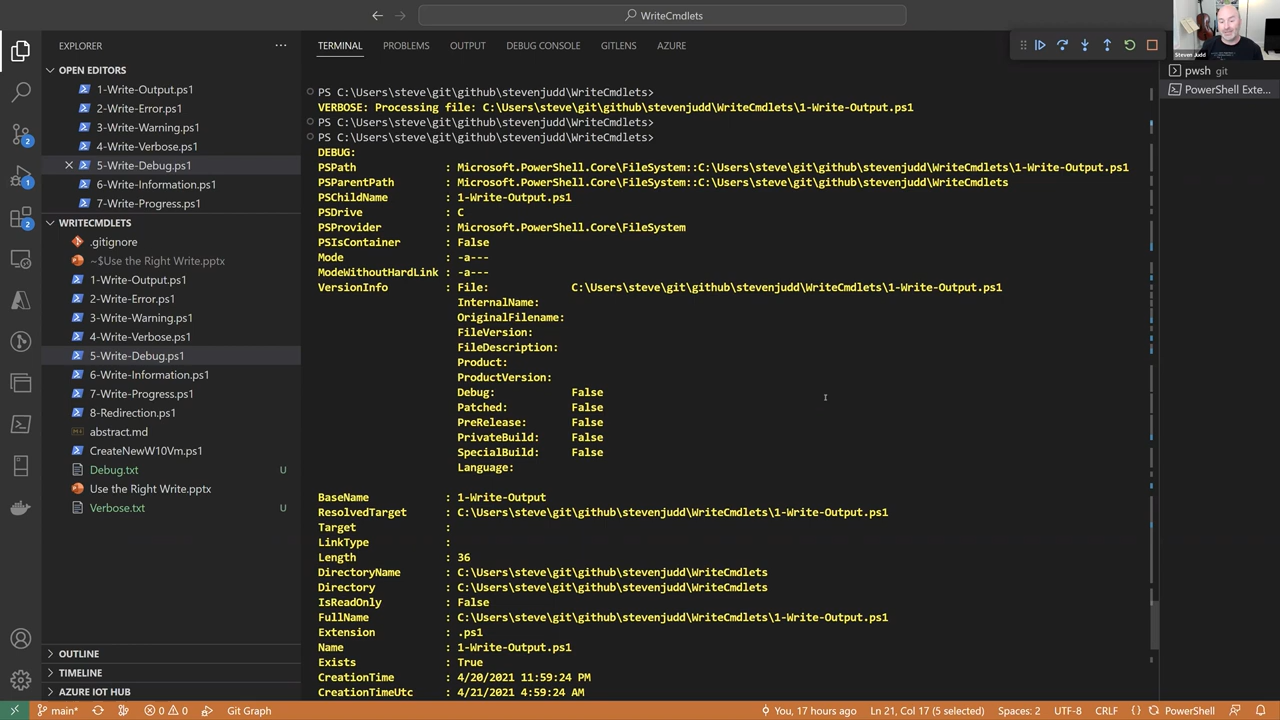 WriteCmdlets
Steven Judd
EXPLORER
OPEN EDITORS
1-Write-Output.ps1
2-Write-Error.ps1
3-Write-Warning.ps1
4-Write-Verbose.ps1
5-Write-Debug.ps1
6-Write-Information.ps1
7-Write-Progress.ps1
WRITECMDLETS
.gitignore
~$Use the Right Write.pptx
1-Write-Output.ps1
2-Write-Error.ps1
3-Write-Warning.ps1
4-Write-Verbose.ps1
5-Write-Debug.ps1
6-Write-Information.ps1
7-Write-Progress.ps1
8-Redirection.ps1
abstract.md
CreateNewW10Vm.ps1
Debug.txt U
Use the Right Write.pptx
Verbose.txt U
OUTLINE
TIMELINE
AZURE IOT HUB
2
1
2
TERMINAL PROBLEMS OUTPUT DEBUG CONSOLE GITLENS AZURE
PS C:\Users\steve\git\github\stevenjudd\WriteCmdlets>
VERBOSE: Processing file: C:\Users\steve\git\github\stevenjudd\WriteCmdlets\1-Write-Output.ps1
PS C:\Users\steve\git\github\stevenjudd\WriteCmdlets>
PS C:\Users\steve\git\github\stevenjudd\WriteCmdlets>
DEBUG:
PSPath : Microsoft.PowerShell.Core\FileSystem::C:\Users\steve\git\github\stevenjudd\WriteCmdlets\1-Write-Output.ps1
PSParentPath : Microsoft.PowerShell.Core\FileSystem::C:\Users\steve\git\github\stevenjudd\WriteCmdlets
PSChildName : 1-Write-Output.ps1
PSDrive : C
PSProvider : Microsoft.PowerShell.Core\FileSystem
PSIsContainer : False
Mode : -a---
ModeWithoutHardLink : -a---
VersionInfo : File: C:\Users\steve\git\github\stevenjudd\WriteCmdlets\1-Write-Output.ps1
InternalName:
OriginalFilename:
FileVersion:
FileDescription:
Product:
ProductVersion:
Debug: False
Patched: False
PreRelease: False
PrivateBuild: False
SpecialBuild: False
Language:
BaseName : 1-Write-Output
ResolvedTarget : C:\Users\steve\git\github\stevenjudd\WriteCmdlets\1-Write-Output.ps1
Target :
LinkType :
Length : 36
DirectoryName : C:\Users\steve\git\github\stevenjudd\WriteCmdlets
Directory : C:\Users\steve\git\github\stevenjudd\WriteCmdlets
IsReadOnly : False
FullName : C:\Users\steve\git\github\stevenjudd\WriteCmdlets\1-Write-Output.ps1
Extension : .ps1
Name : 1-Write-Output.ps1
Exists : True
CreationTime : 4/20/2021 11:59:24 PM
CreationTimeUtc : 4/21/2021 4:59:24 AM
pwsh git
PowerShell Exte...
main* 0 0 Git Graph You, 17 hours ago Ln 21, Col 17 (5 selected) Spaces: 2 UTF-8 CRLF {} PowerShell